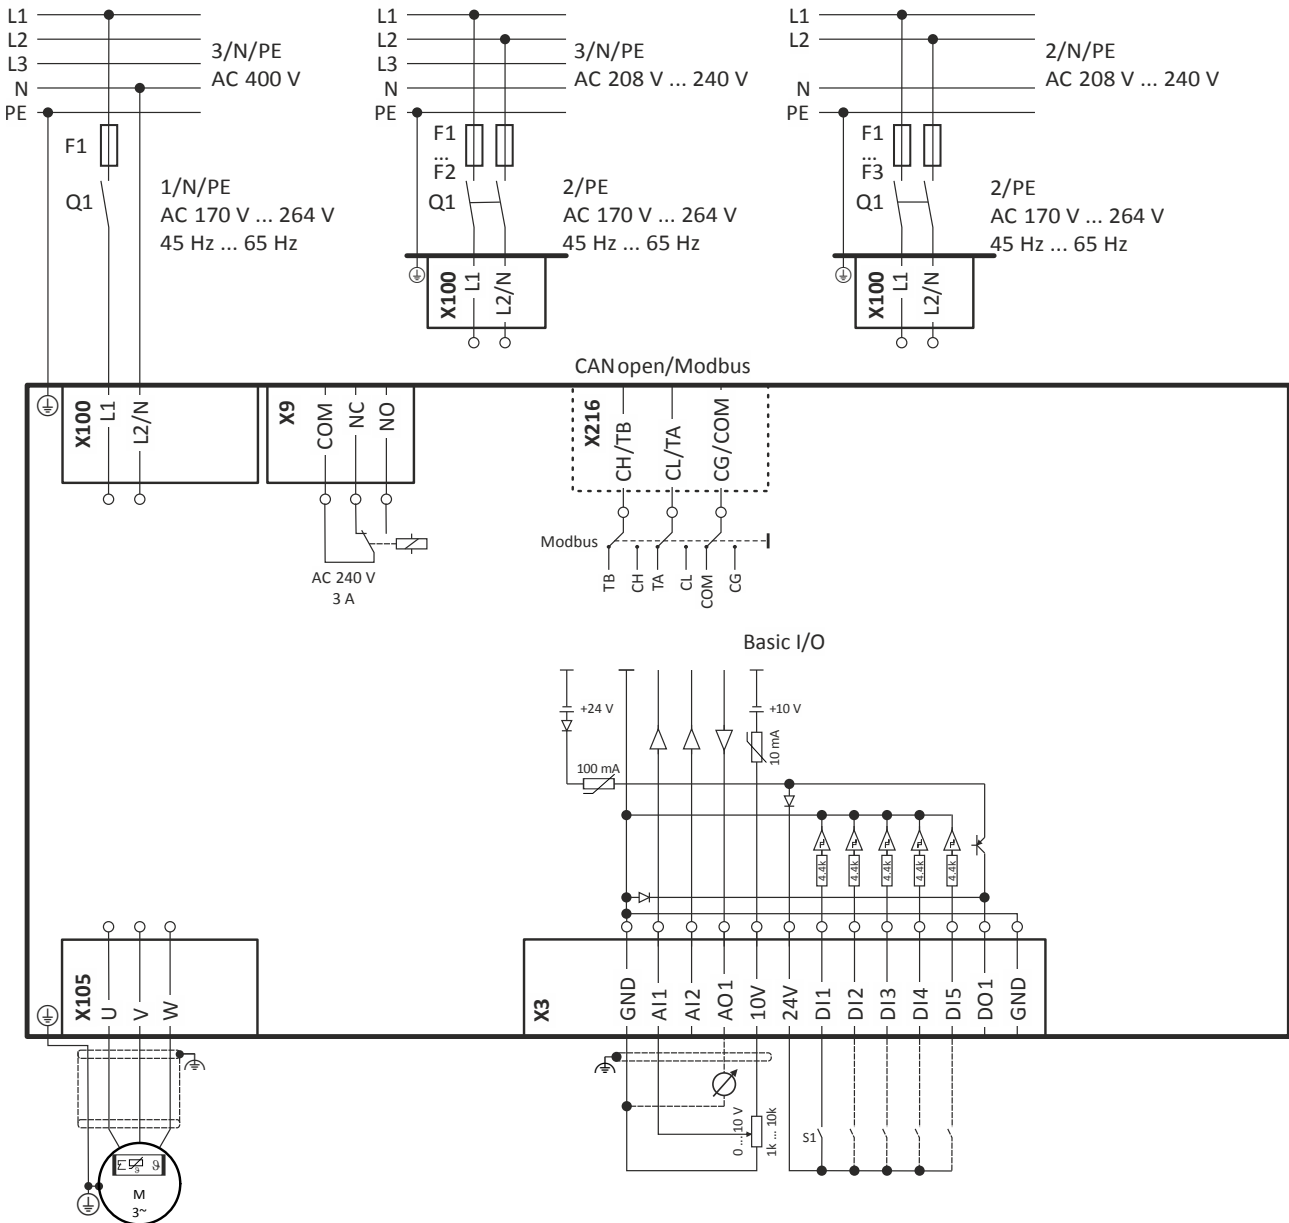 L1
L2
L3
N
PE
3/N/PE
AC 400 V
F1
Q1
1/N/PE
AC 170 V ... 264 V
45 Hz ... 65 Hz
L1
L2
L3
N
PE
3/N/PE
AC 208 V ... 240 V
F1
...
F2
Q1
2/PE
AC 170 V ... 264 V
45 Hz ... 65 Hz
X100
L1
L2/N
L1
L2
N
PE
2/N/PE
AC 208 V ... 240 V
F1
...
F3
Q1
2/PE
AC 170 V ... 264 V
45 Hz ... 65 Hz
X100
L1
L2/N
CANopen/Modbus
X100
L1
L2/N
X9
COM
NC
NO
AC 240 V
3 A
X216
CH/TB
CL/TA
CG/COM
Modbus
TB
CH
TA
CL
COM
CG
Basic I/O
+24 V
+10 V
10 mA
100 mA
4.4k
4.4k
4.4k
4.4k
4.4k
X105
U
V
W
X3
GND
AI1
AI2
AO1
10V
24V
DI1
DI2
DI3
DI4
DI5
DO1
GND
0 ... 10 V
1k ... 10k
S1
ϑ
M
3~